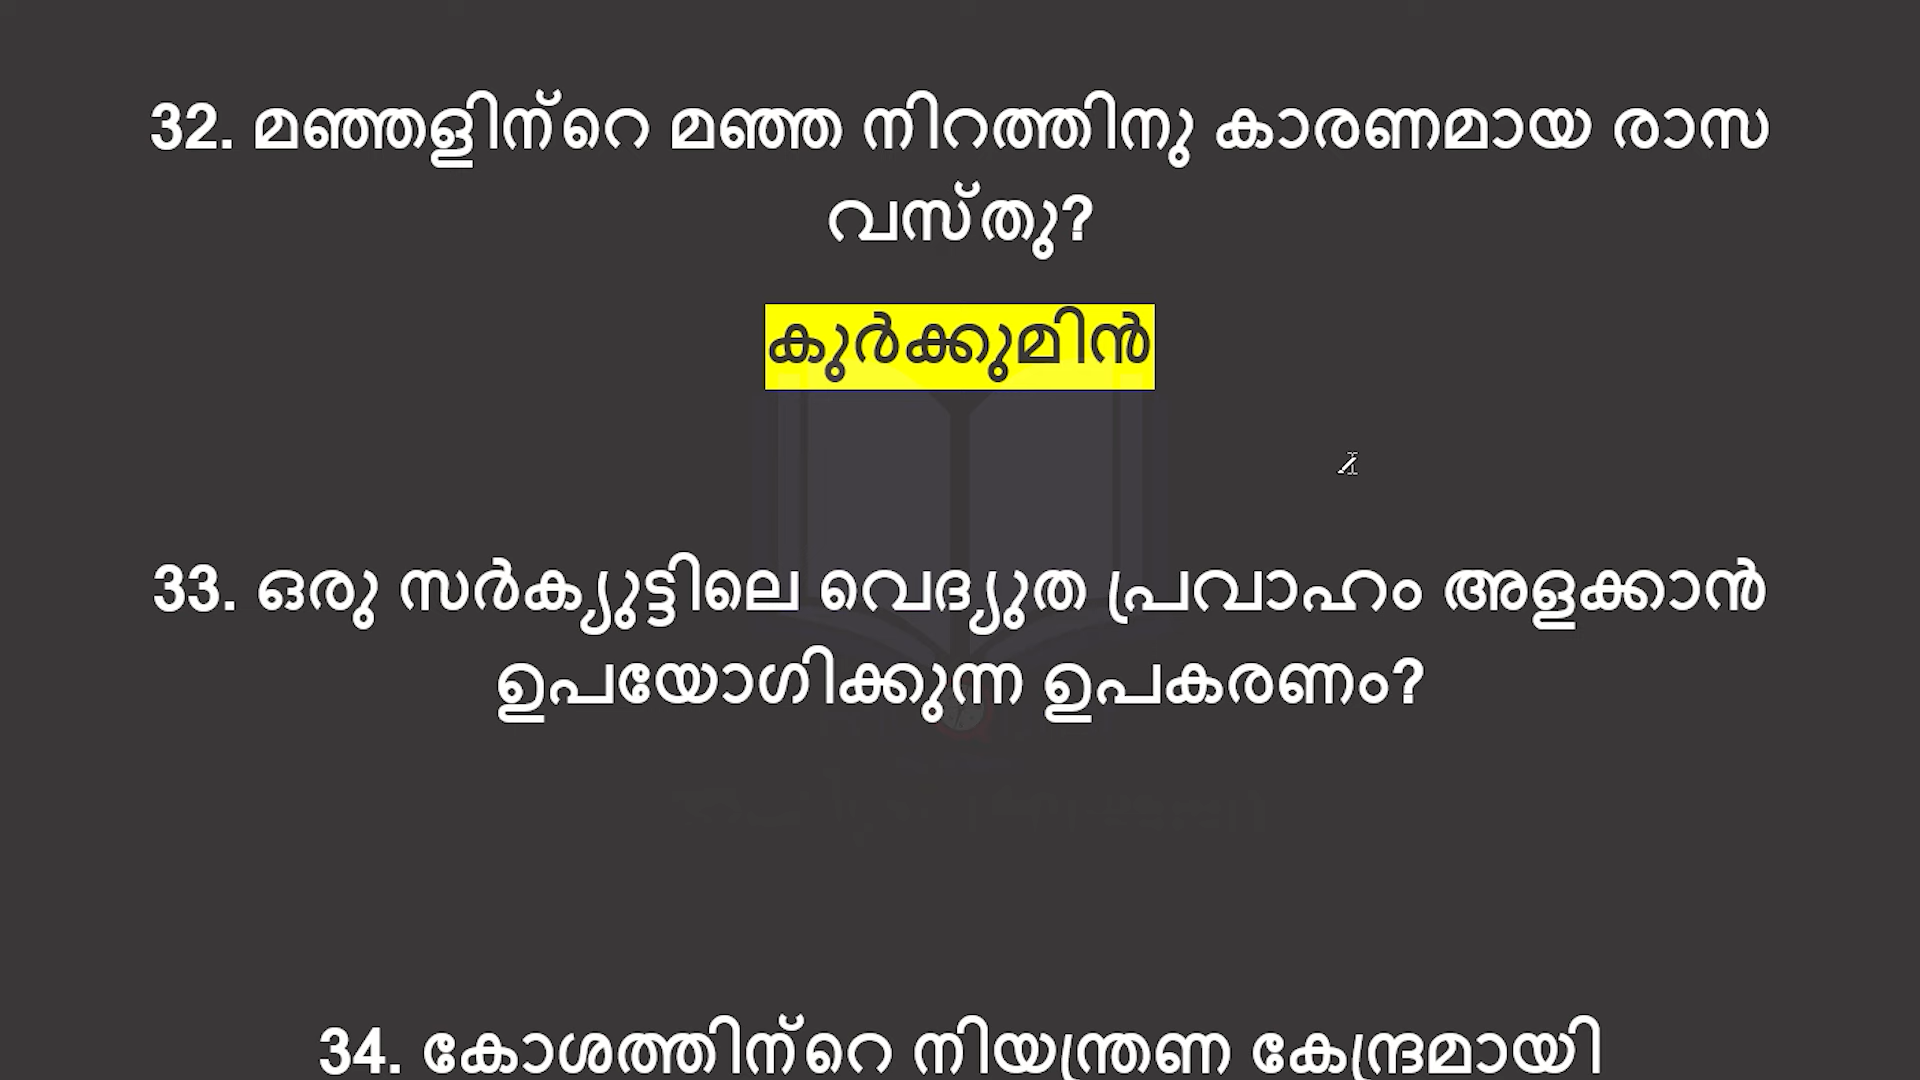 32. മഞ്ഞളിന്‌റെ മഞ്ഞ നിറത്തിനു കാരണമായ രാസ
വസ്‌തു?
കുർക്കുമിൻ
33. ഒരു സർക്യുട്ടിലെ വൈദ്യുത പ്രവാഹം അളക്കാൻ
ഉപയോഗിക്കുന്ന ഉപകരണം?
34. കോശത്തിന്‌റെ നിയന്ത്രണ കേന്ദ്രമായി